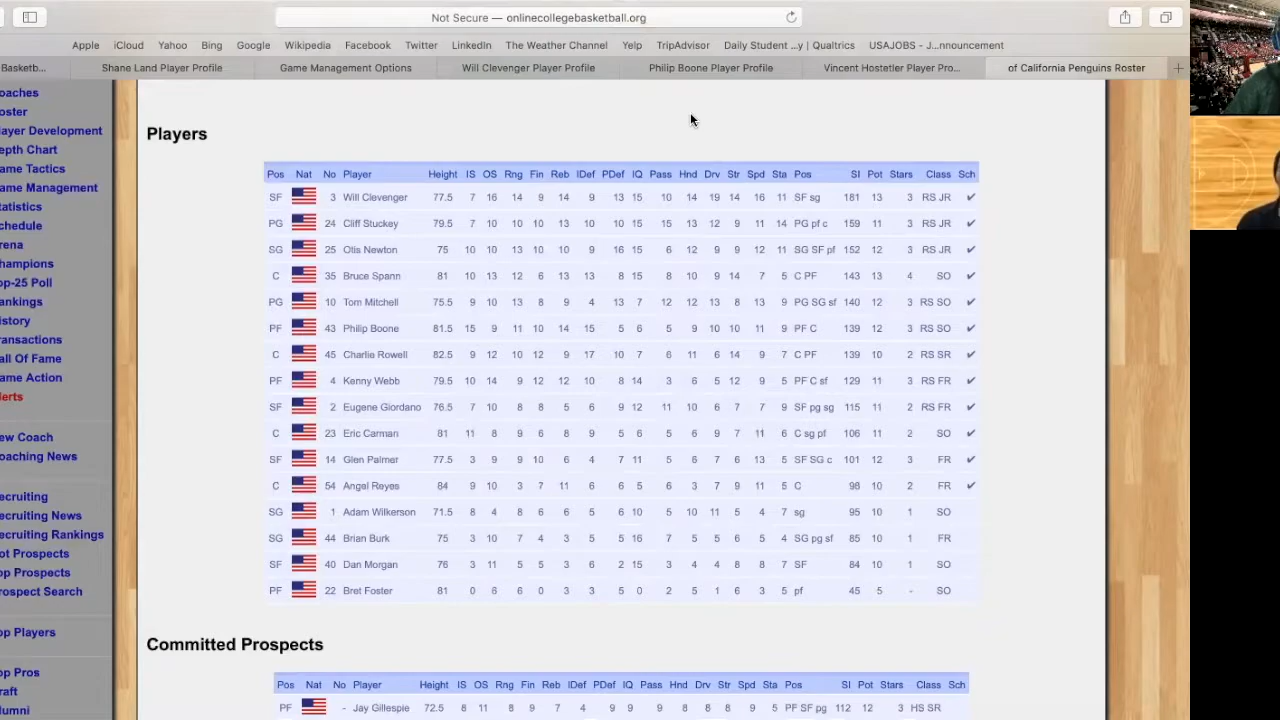 Not Secure — onlinecollegebasketball.org
Apple iCloud Yahoo Bing Google Wikipedia Facebook Twitter LinkedIn The Weather Channel Yelp TripAdvisor Daily Student ...y | Qualtrics USAJOBS - J...nnouncement
Basketb... Shane Land Player Profile Game Management Options Will Clevenger Player Profile Philip Boone Player Profile Vincent Hostetler Player Pro... of California Penguins Roster +
oaches
oster
layer Development
epth Chart
ame Tactics
ame Management
tatistics
chedule
rena
hampions
op-25 Poll
ankings
istory
ransactions
all Of Fame
ame Action
lerts
ew Coach
oaching News
ecruiting
ecruiting News
ecruiting Rankings
ot Prospects
op Prospects
rospect Search
op Players
op Pros
raft
lumni
Players
Pos Nat No Player Height IS OS Rng Fin Reb IDef PDef IQ Pass Hnd Drv Str Spd Sta Pos SI Pot Stars Class Sch
SF 3 Will Clevenger 77.5 7 16 4 9 14 9 13 15 10 14 19 14 16 11 SF sg 181 13 3 RS JR ✔
PG 24 Cliff Stuckey 79.5 7 11 10 10 13 10 10 15 15 13 12 9 11 14 PG pf c 159 11 3 RS JR ✔
SG 25 Otis Newton 75 10 10 13 10 10 9 16 15 6 12 9 12 11 SG SF pf 152 12 3 RS JR ✔
C 35 Bruce Spann 81 10 13 12 6 13 13 8 15 8 10 9 14 7 5 C PF 143 13 4 SO ✔
PG 10 Tom Mitchell 75.5 9 10 13 8 9 4 13 7 12 12 13 9 PG SG sf 140 12 3 RS SO ✔
PF 43 Philip Boone 81.5 15 9 11 10 14 15 5 6 5 9 10 10 11 9 PF C 139 12 3 RS SO ✔
C 45 Charlie Rowell 82.5 9 12 10 12 9 17 10 7 6 11 6 14 9 7 C PF 139 10 2 RS SR ✔
PF 4 Kenny Webb 79.5 10 14 9 12 12 10 8 14 3 6 5 12 9 5 PF C sf 129 11 3 RS FR ✔
SF 2 Eugene Giordano 76.5 10 8 8 5 6 9 12 11 10 6 7 9 SF pg sg 115 11 2 RS FR ✔
C 23 Eric Carman 81 11 8 9 6 8 9 5 6 5 6 9 11 6 C sg pf 106 11 2 SO ✔
SF 14 Glen Palmer 77.5 9 9 10 4 7 11 5 6 7 13 5 SF SG c 101 12 3 FR ✔
C 54 Angel Reyes 84 10 3 7 11 6 6 5 6 3 7 9 11 5 C 98 10 2 FR ✔
SG 1 Adam Wilkerson 71.5 8 4 8 6 5 6 10 5 10 11 5 4 7 sg 95 10 1 SO
SG 44 Brian Burk 75 3 10 7 4 3 5 5 16 7 5 5 6 5 4 SG pg sf 85 10 1 FR
SF 40 Dan Morgan 76 3 11 5 5 3 6 2 15 3 4 4 8 8 7 SF 84 10 1 SO
PF 22 Bret Foster 81 0 6 6 0 3 3 5 0 2 5 1 6 3 5 pf 45 5 - SO
Committed Prospects
Pos Nat No Player Height IS OS Rng Fin Reb IDef PDef IQ Pass Hnd Drv Str Spd Sta Pos SI Pot Stars Class Sch
PF - Jay Gillespie 72.5 8 11 8 9 7 4 9 9 9 8 8 8 9 5 PF SF pg 112 12 3 HS SR